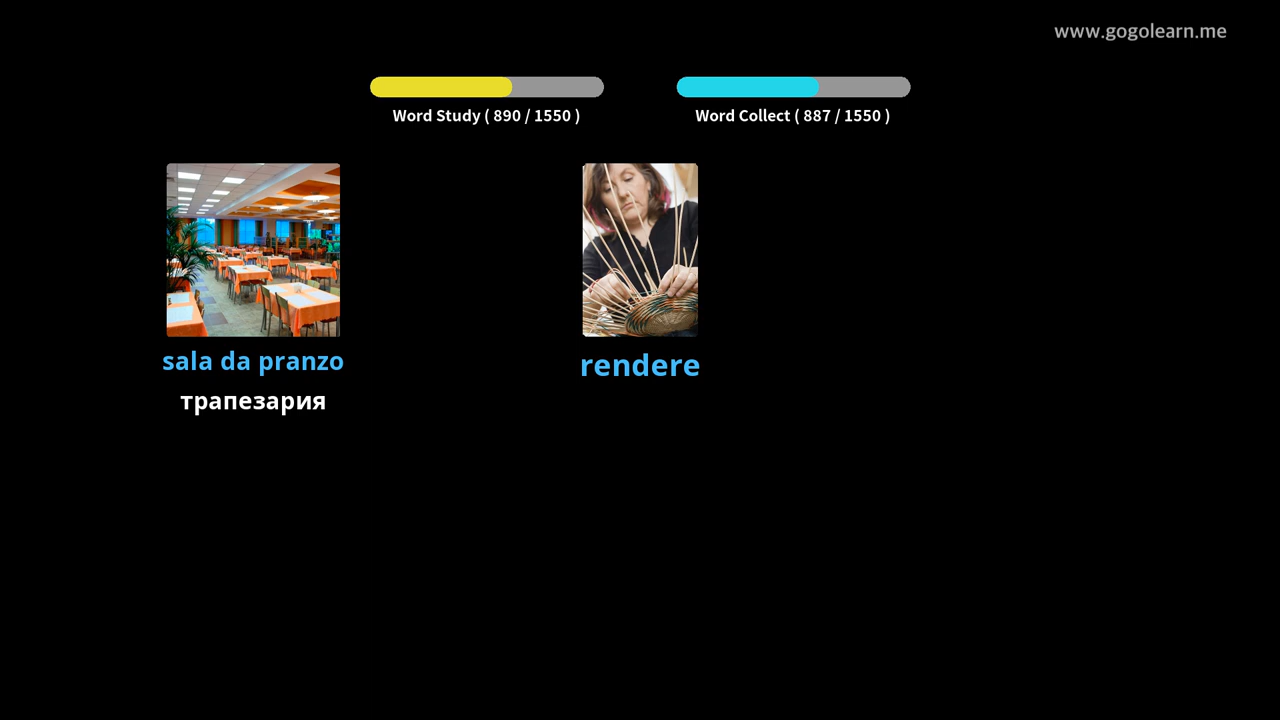 www.gogolearn.me
Word Study ( 890 / 1550 )
Word Collect ( 887 / 1550 )
sala da pranzo
трапезария
rendere